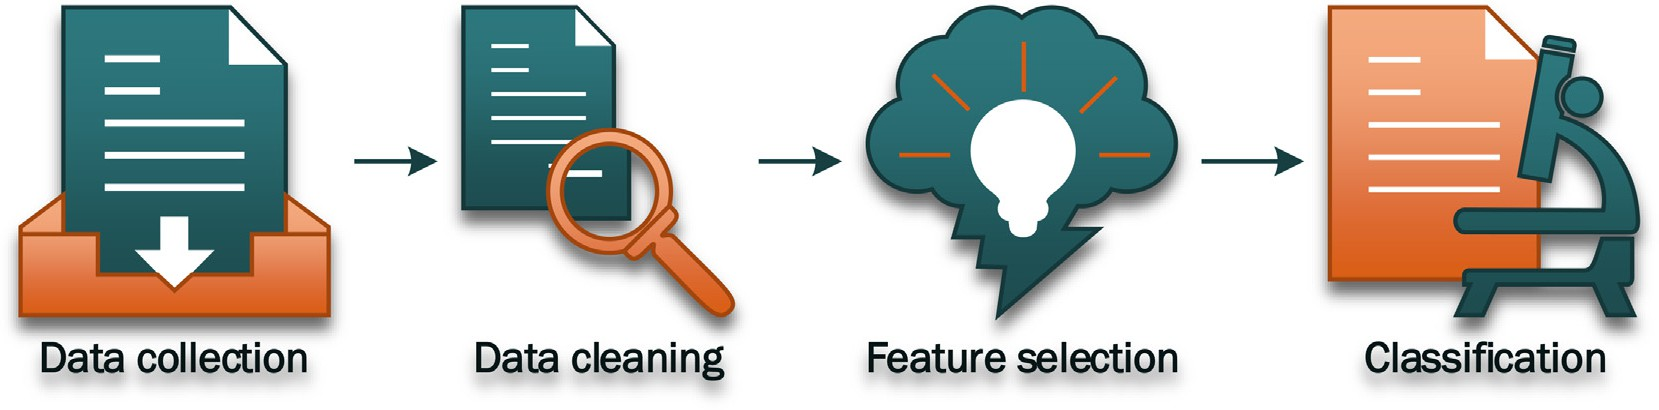 Data collection
Data cleaning
Feature selection
Classification